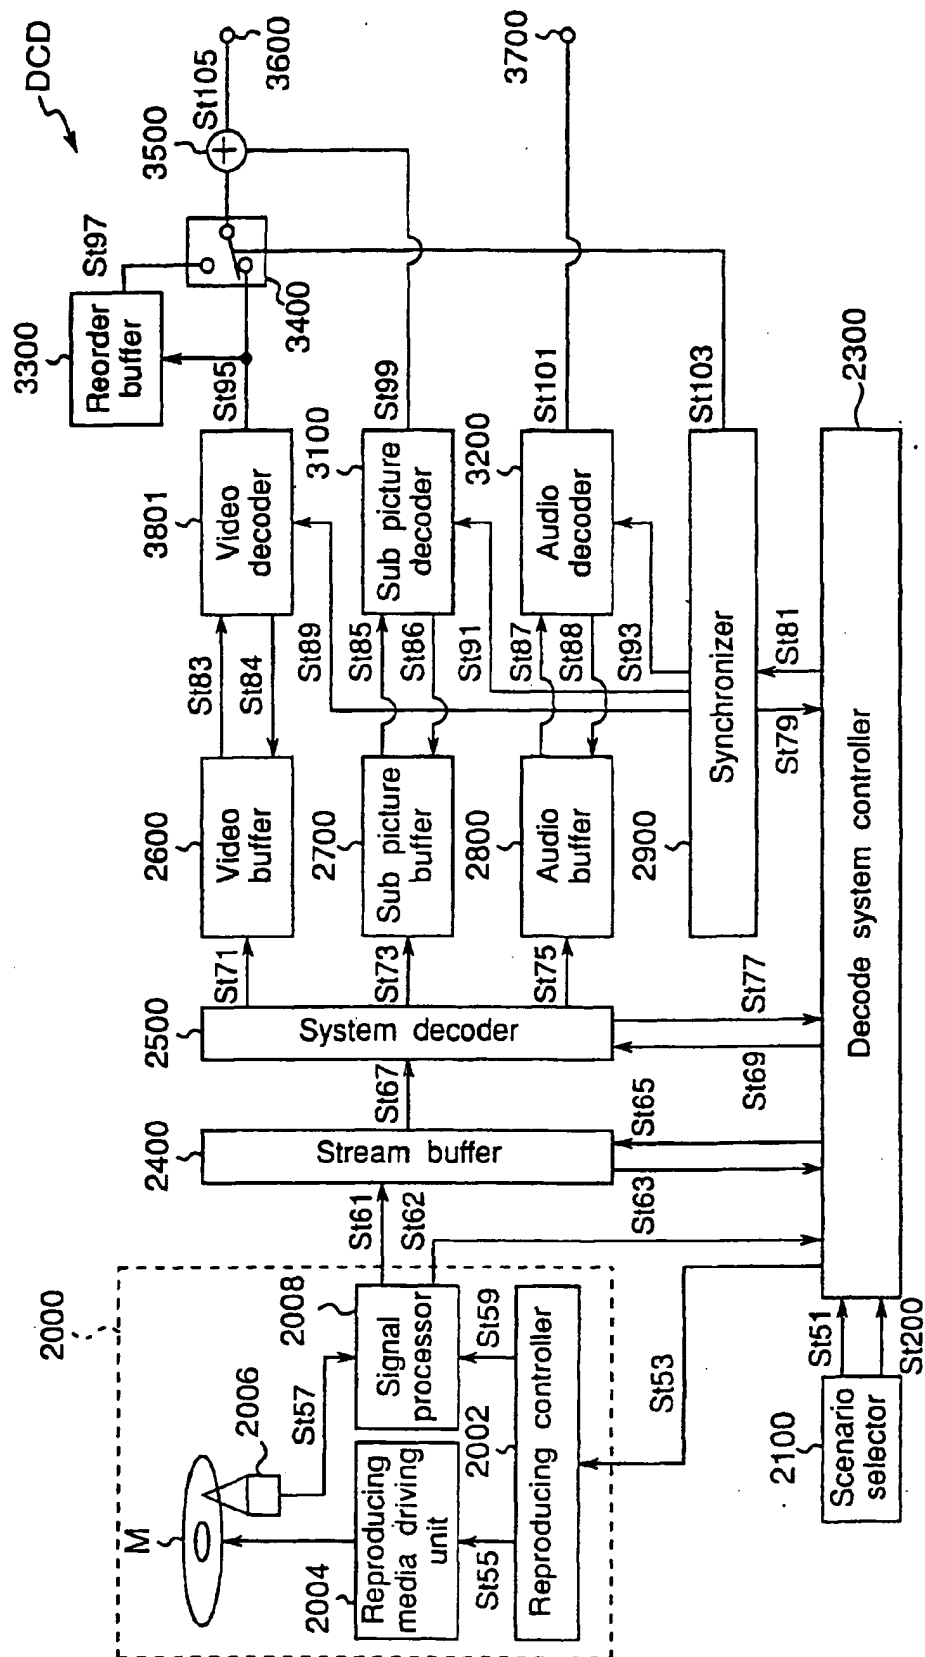 DCD
2000
M
2006
St57
2004
Reproducing
media driving
unit
2008
Signal
processor
St55
St59
2002
Reproducing controller
St53
2100
Scenario
selector
St51
St200
St61
St62
2400
Stream buffer
St63
St65
St67
2500
System decoder
St69
St77
St71
St73
St75
2600
Video
buffer
2700
Sub picture
buffer
2800
Audio
buffer
2900
Synchronizer
St79
St81
St83
St84
St89
St85
St86
St91
St87
St88
St93
3801
Video
decoder
3100
Sub picture
decoder
3200
Audio
decoder
St95
St99
St101
St103
2300
Decode system controller
3300
Reorder
buffer
St97
3400
3500
St105
3600
3700